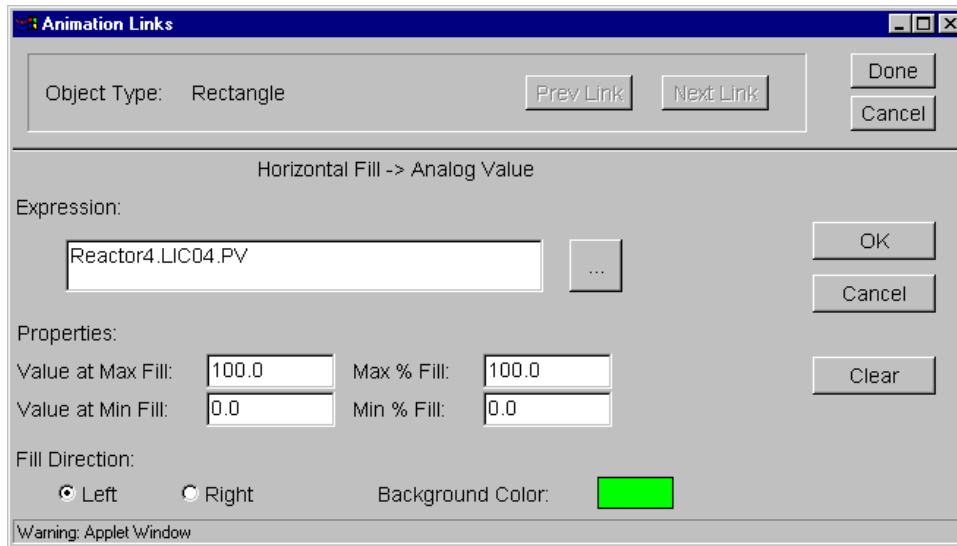 Animation Links
Object Type: Rectangle Prev Link Next Link Done
Cancel
Horizontal Fill -> Analog Value
Expression:
Reactor4.LIC04.PV ... OK
Cancel
Properties:
Value at Max Fill: 100.0 Max % Fill: 100.0 Clear
Value at Min Fill: 0.0 Min % Fill: 0.0
Fill Direction:
Left Right Background Color:
Warning: Applet Window